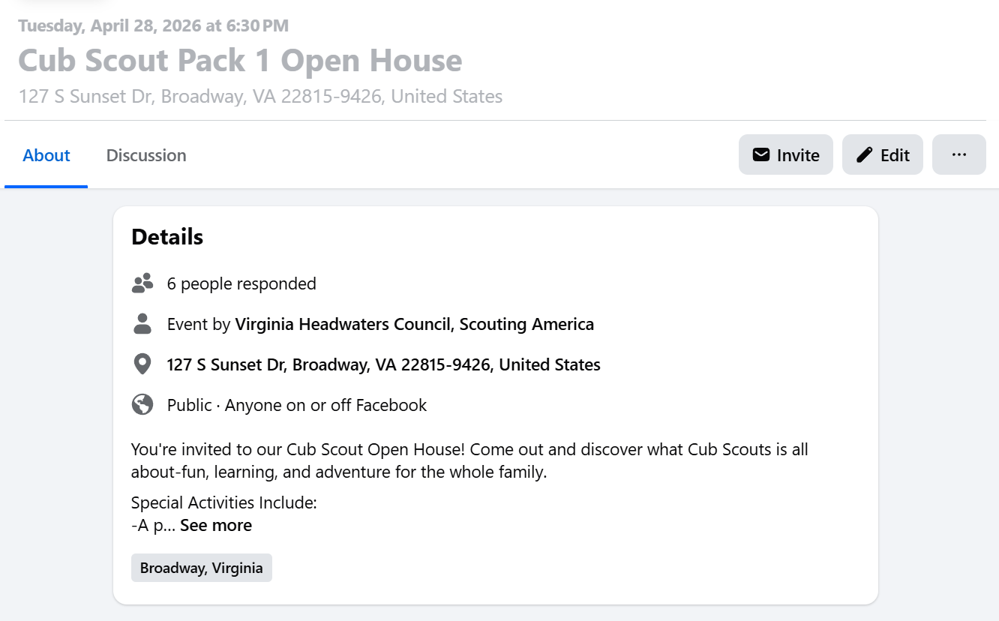 Tuesday, April 28, 2026 at 6:30 PM
Cub Scout Pack 1 Open House
127 S Sunset Dr, Broadway, VA 22815-9426, United States
About
Discussion
Invite
Edit
...
Details
6 people responded
Event by Virginia Headwaters Council, Scouting America
127 S Sunset Dr, Broadway, VA 22815-9426, United States
Public · Anyone on or off Facebook
You're invited to our Cub Scout Open House! Come out and discover what Cub Scouts is all
about-fun, learning, and adventure for the whole family.
Special Activities Include:
-A p... See more
Broadway, Virginia